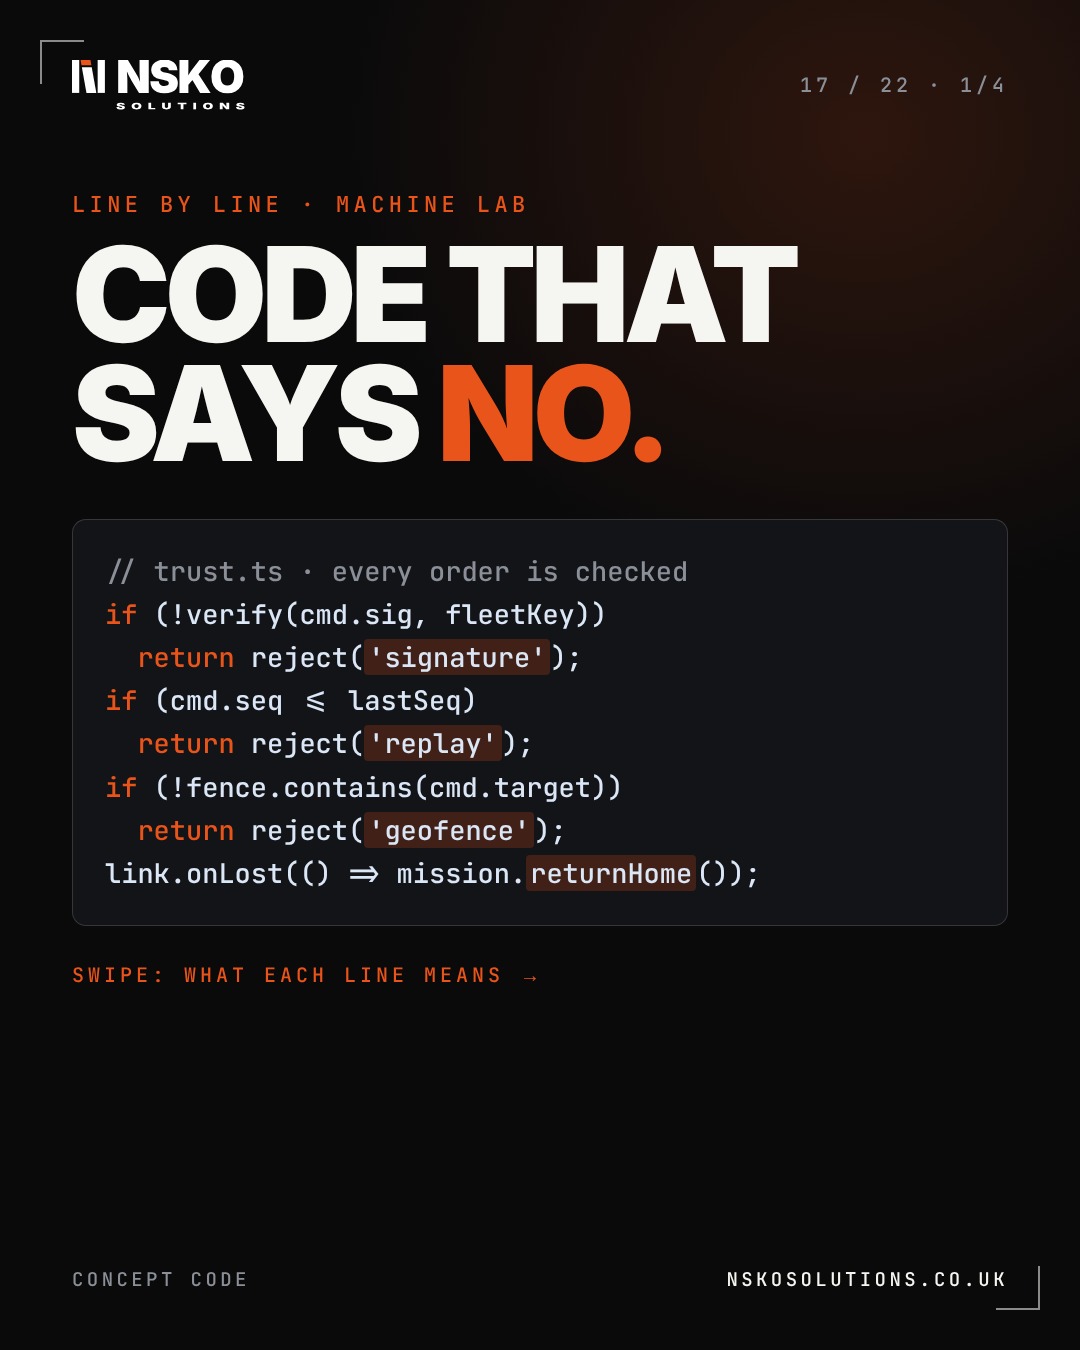 NSKO
SOLUTIONS
17 / 22 · 1/4
LINE BY LINE · MACHINE LAB
CODE THAT
SAYS NO.
// trust.ts · every order is checked
if (!verify(cmd.sig, fleetKey))
  return reject('signature');
if (cmd.seq <= lastSeq)
  return reject('replay');
if (!fence.contains(cmd.target))
  return reject('geofence');
link.onLost(() => mission.returnHome());
SWIPE: WHAT EACH LINE MEANS →
CONCEPT CODE
NSKOSOLUTIONS.CO.UK